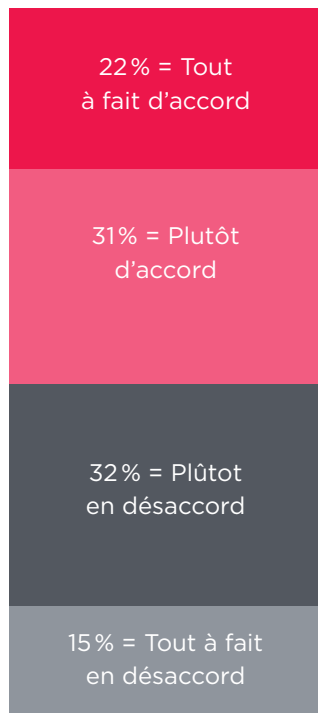 22 % = Tout
à fait d’accord
31 % = Plutôt
d’accord
32 % = Plûtot
en désaccord
15 % = Tout à fait
en désaccord